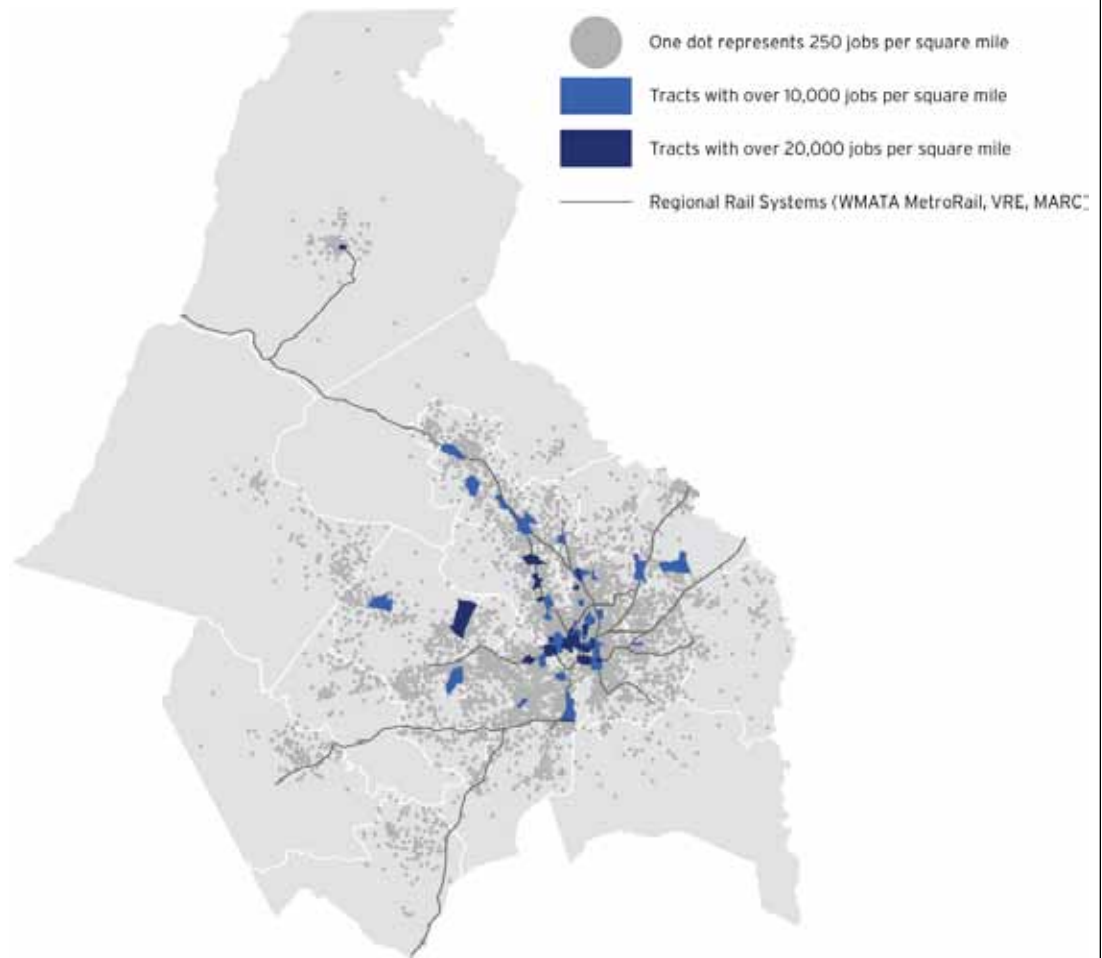 One dot represents 250 jobs per square mile
Tracts with over 10,000 jobs per square mile
Tracts with over 20,000 jobs per square mile
Regional Rail Systems (WMATA MetroRail, VRE, MARC)